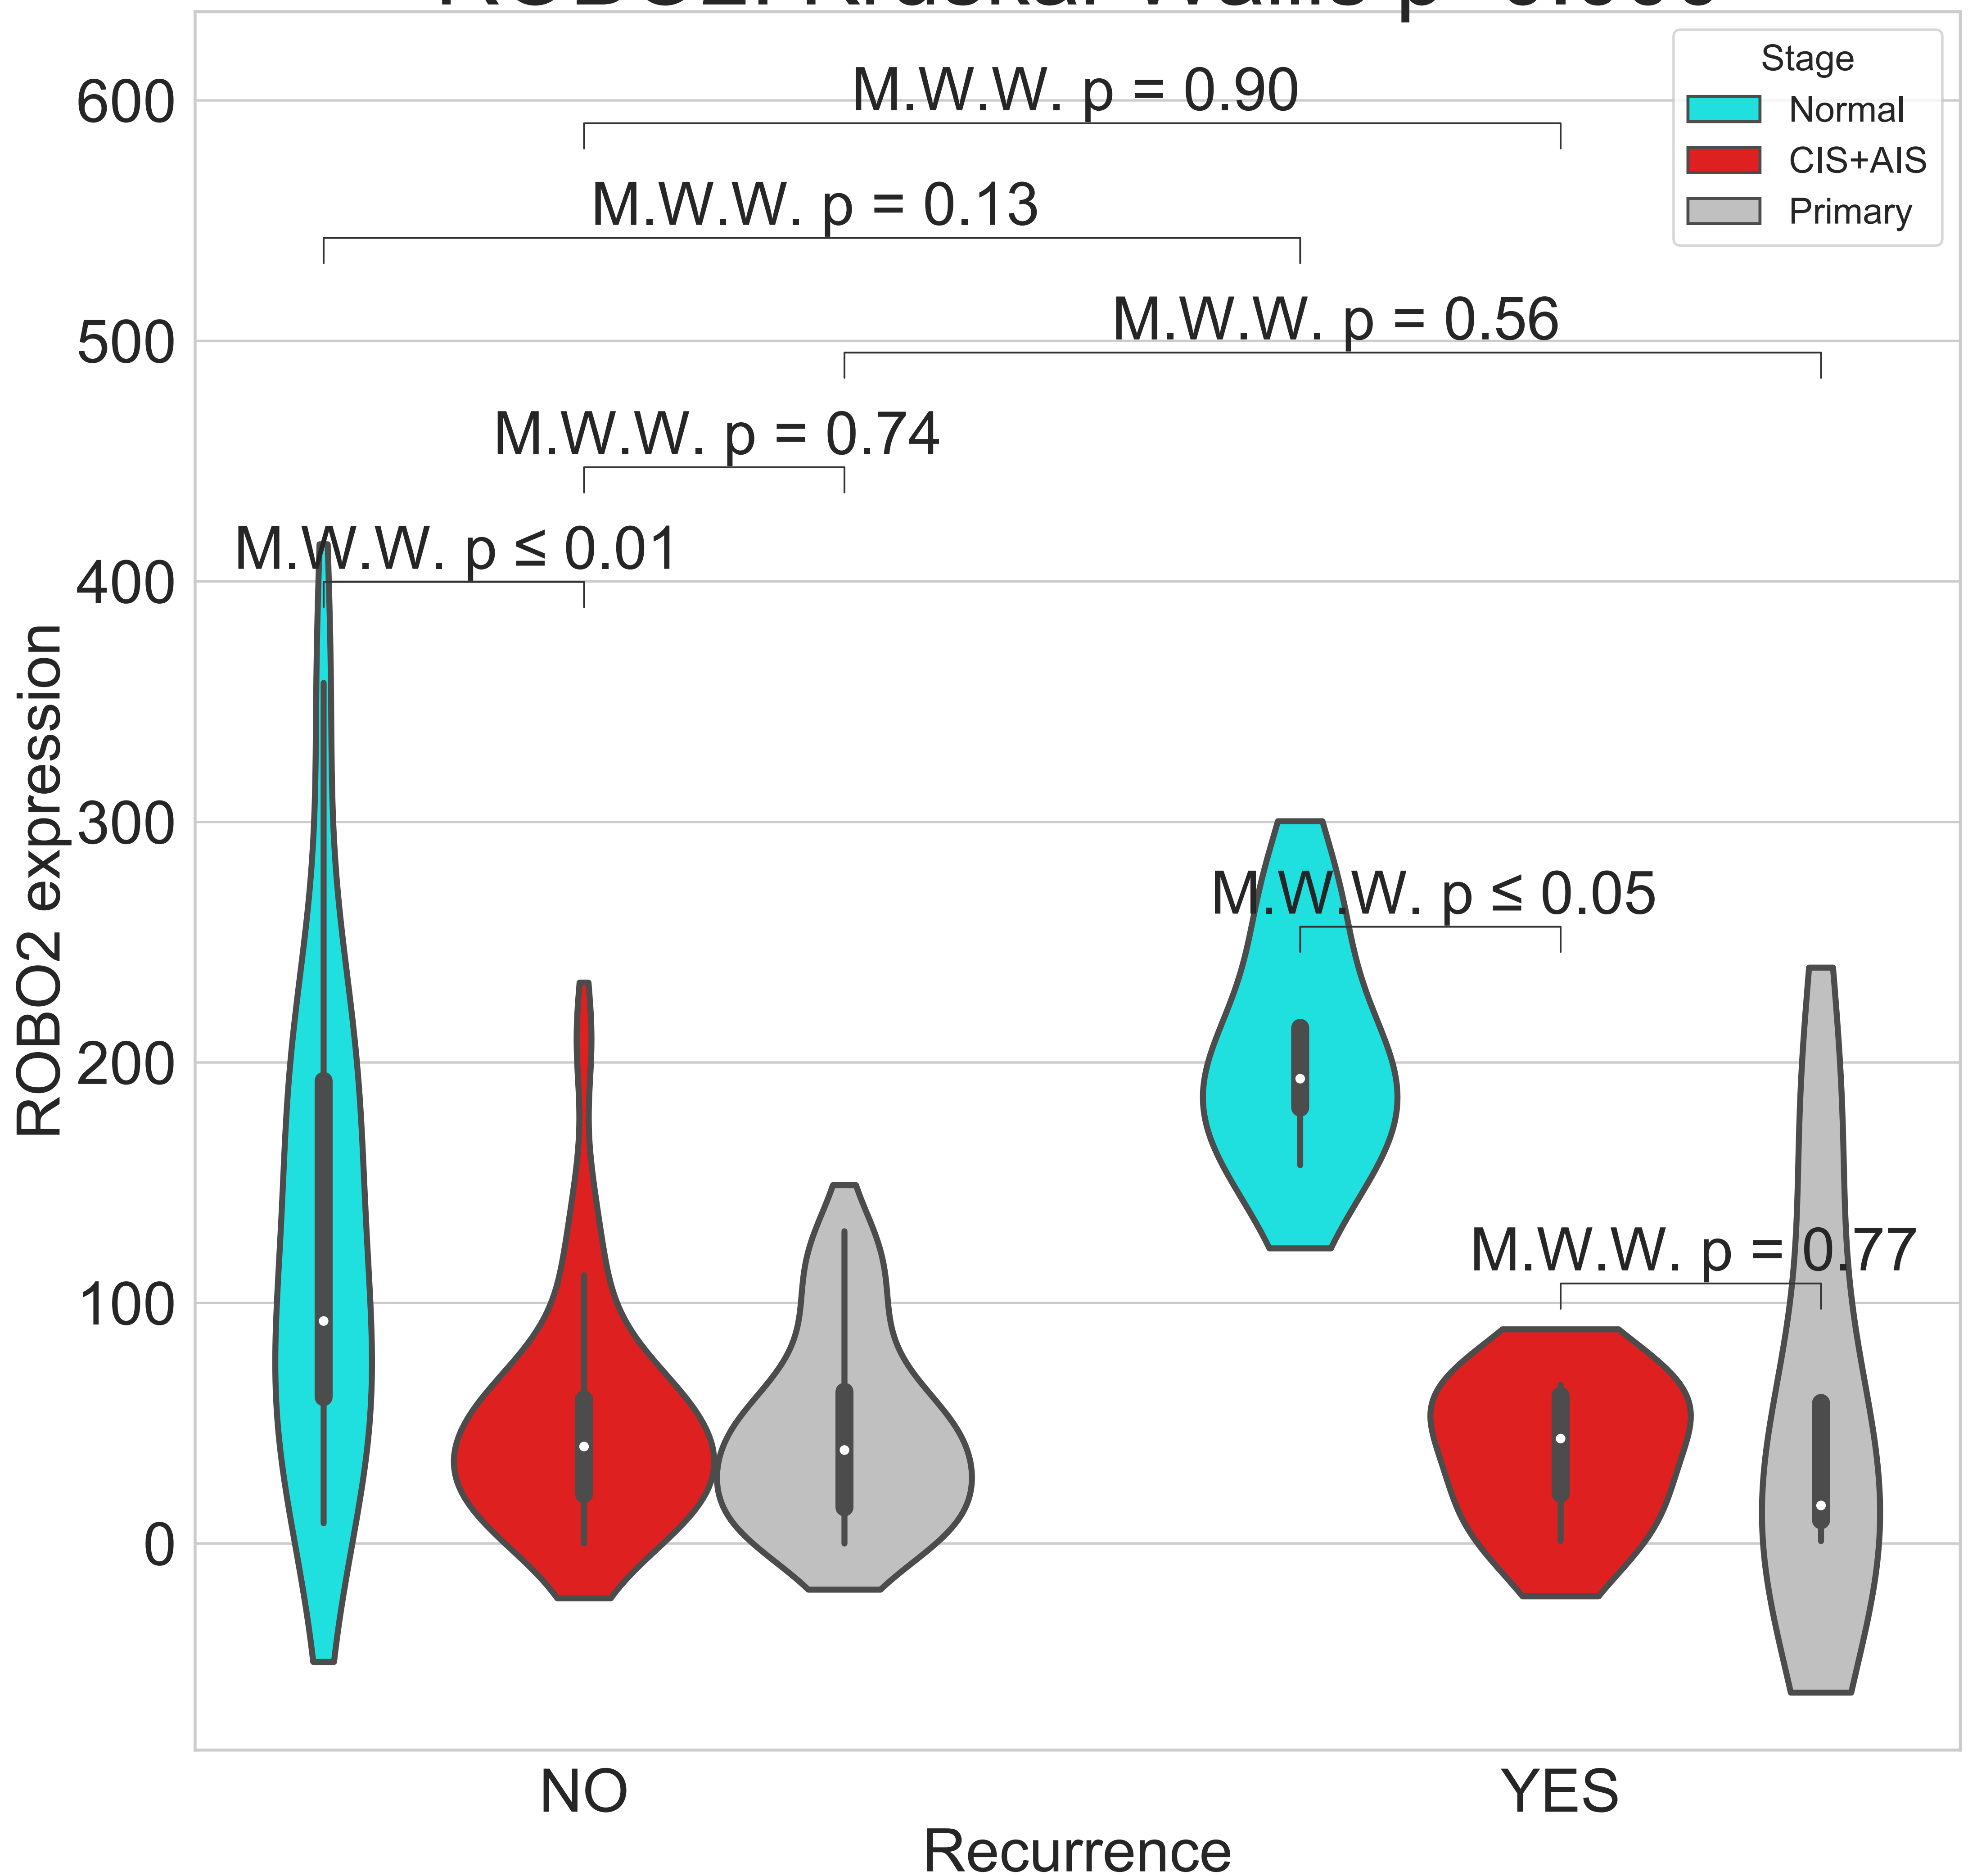 Stage
Normal
CIS+AIS
Primary
M.W.W. p = 0.90
M.W.W. p = 0.13
M.W.W. p = 0.56
M.W.W. p = 0.74
M.W.W. p ≤ 0.01
M.W.W. p ≤ 0.05
M.W.W. p = 0.77
600
500
400
300
200
100
0
ROBO2 expression
NO
YES
Recurrence